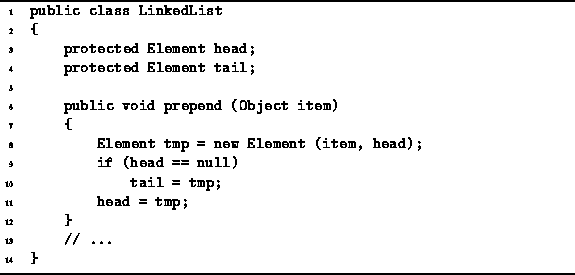 1 public class LinkedList
2 {
3     protected Element head;
4     protected Element tail;
5
6     public void prepend (Object item)
7     {
8         Element tmp = new Element (item, head);
9         if (head == null)
10             tail = tmp;
11         head = tmp;
12     }
13     // ...
14 }